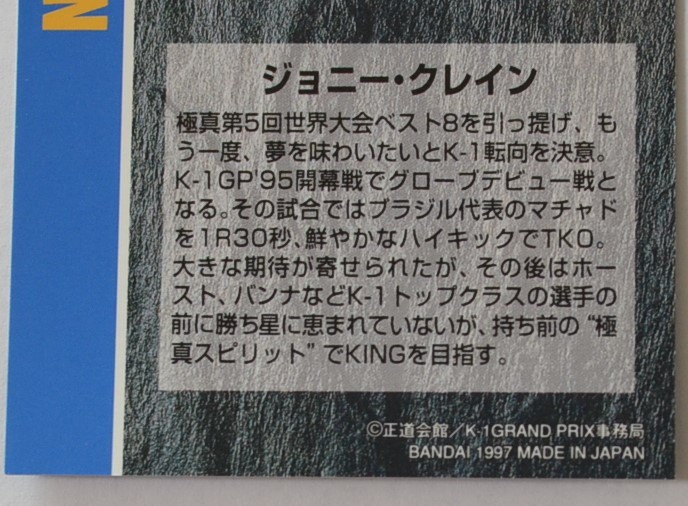 N
ジョニー・クレイン
極真第5回世界大会ベスト8を引っ提げ、も
う一度、夢を味わいたいとK-1転向を決意。
K-1GP'95開幕戦でグローブデビュー戦と
なる。その試合ではブラジル代表のマチャド
を1R30秒、鮮やかなハイキックでTKO。
大きな期待が寄せられたが、その後はホー
スト、バンナなどK-1トップクラスの選手の
前に勝ち星に恵まれていないが、持ち前の“極
真スピリット”でKINGを目指す。
©正道会館／K-1GRAND PRIX事務局
BANDAI 1997 MADE IN JAPAN